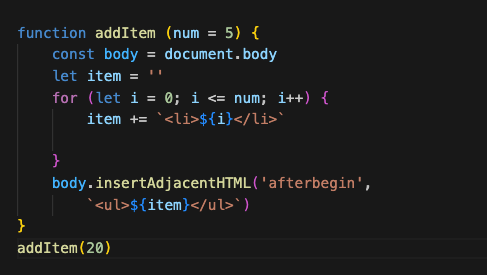 function addItem (num = 5) {
    const body = document.body
    let item = ''
    for (let i = 0; i <= num; i++) {
        item += `<li>${i}</li>`
    }
    body.insertAdjacentHTML('afterbegin',
        `<ul>${item}</ul>`)
}
addItem(20)